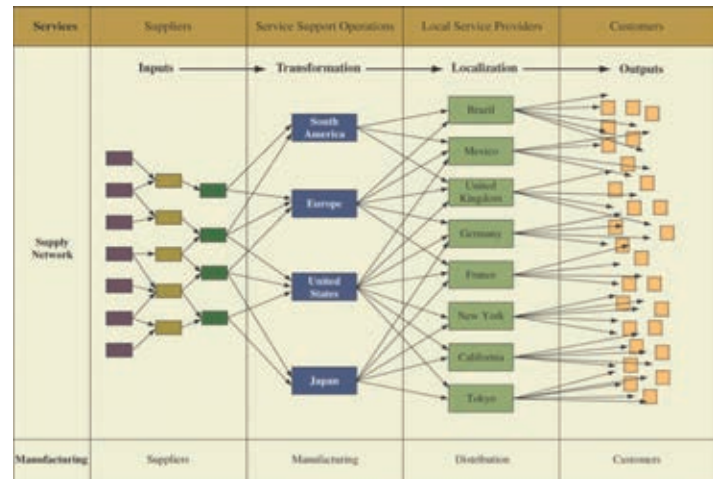 Services Suppliers Service Support Operations Local Service Providers Customers
Inputs Transformation Localization Outputs
South
America
Europe
United
States
Japan
Brazil
Mexico
United
Kingdom
Germany
France
New York
California
Tokyo
Supply
Network
Manufacturing Suppliers Manufacturing Distribution Customers